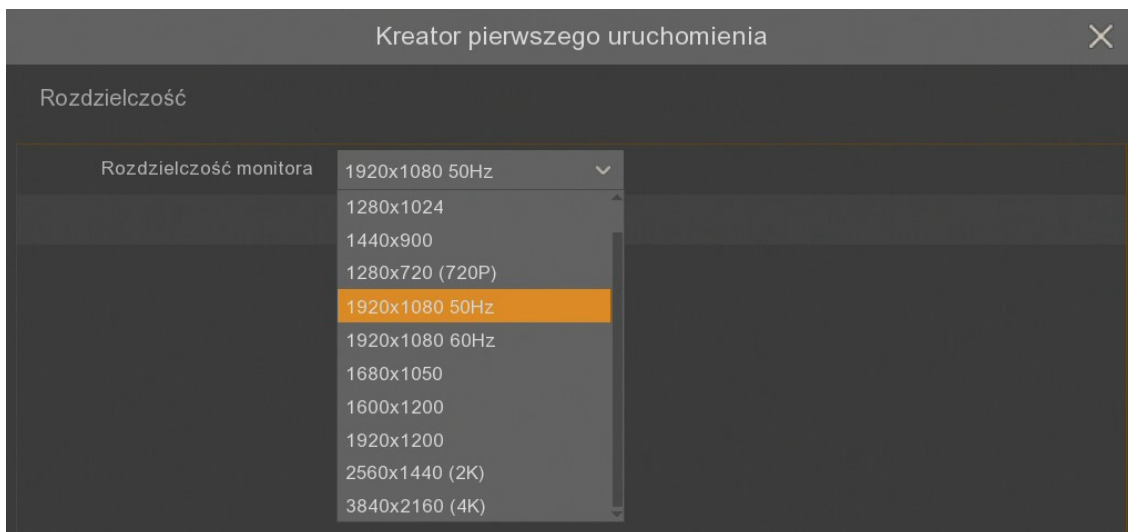 Kreator pierwszego uruchomienia
Rozdzielczość
Rozdzielczość monitora 1920x1080 50Hz
1280x1024
1440x900
1280x720 (720P)
1920x1080 50Hz
1920x1080 60Hz
1680x1050
1600x1200
1920x1200
2560x1440 (2K)
3840x2160 (4K)